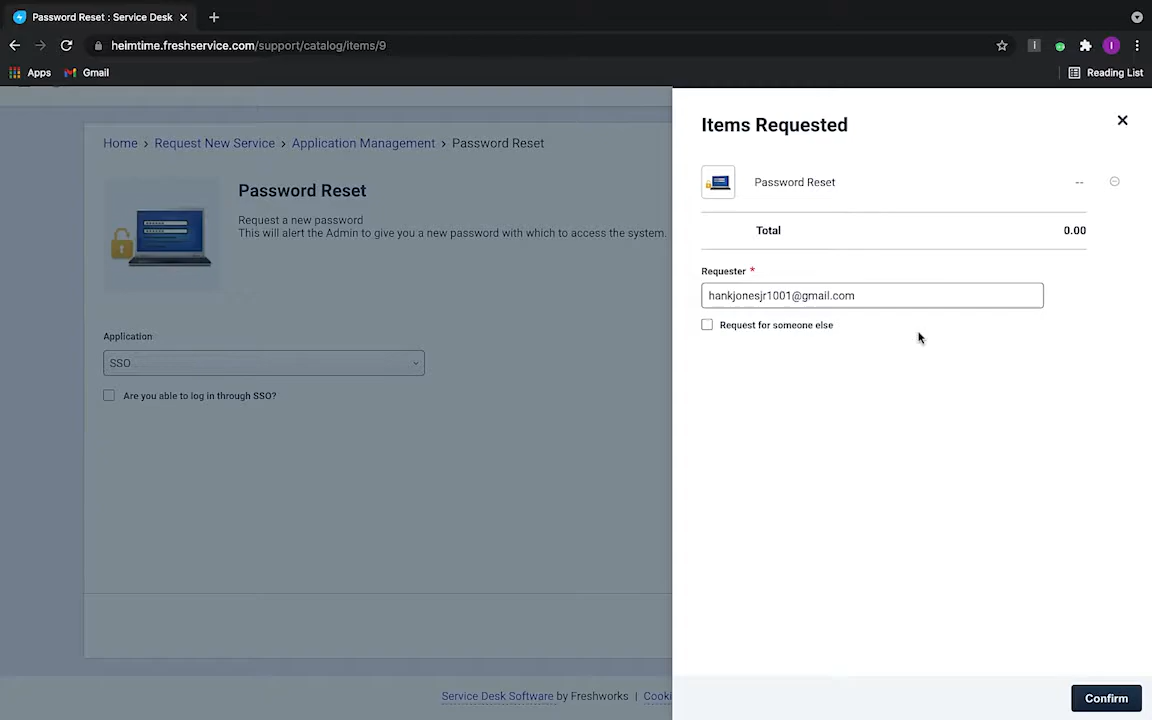 Password Reset : Service Desk
heimtime.freshservice.com/support/catalog/items/9
Apps
Gmail
Reading List
Home › Request New Service › Application Management › Password Reset
Password Reset
Request a new password
This will alert the Admin to give you a new password with which to access the system.
Application
SSO
Are you able to log in through SSO?
Service Desk Software by Freshworks | Cooki
Items Requested
Password Reset --
Total 0.00
Requester *
hankjonesjr1001@gmail.com
Request for someone else
Confirm